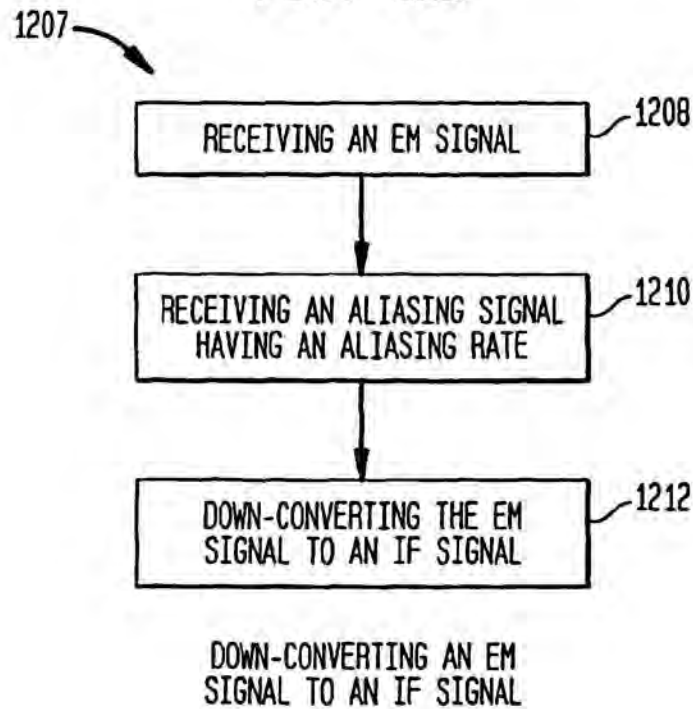 1207
RECEIVING AN EM SIGNAL
1208
RECEIVING AN ALIASING SIGNAL
HAVING AN ALIASING RATE
1210
DOWN-CONVERTING THE EM
SIGNAL TO AN IF SIGNAL
1212
DOWN-CONVERTING AN EM
SIGNAL TO AN IF SIGNAL